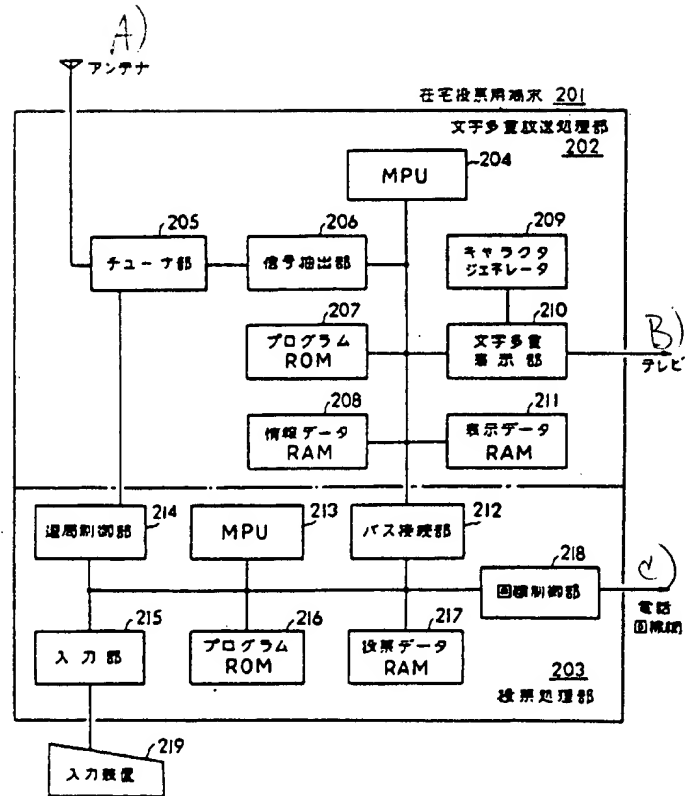 A)
アンテナ
在宅投票用端末 201
文字多重放送処理部
202
204
MPU
205
チューナ部
206
信号抽出部
209
キャラクタ
ジェネレータ
207
プログラム
ROM
210
文字多重
表示部
B)
テレビ
208
情報データ
RAM
211
表示データ
RAM
選局制御部
214
MPU
213
バス接続部
212
218
回線制御部
C)
電話
回線網
215
入力部
216
プログラム
ROM
217
投票データ
RAM
203
投票処理部
219
入力装置